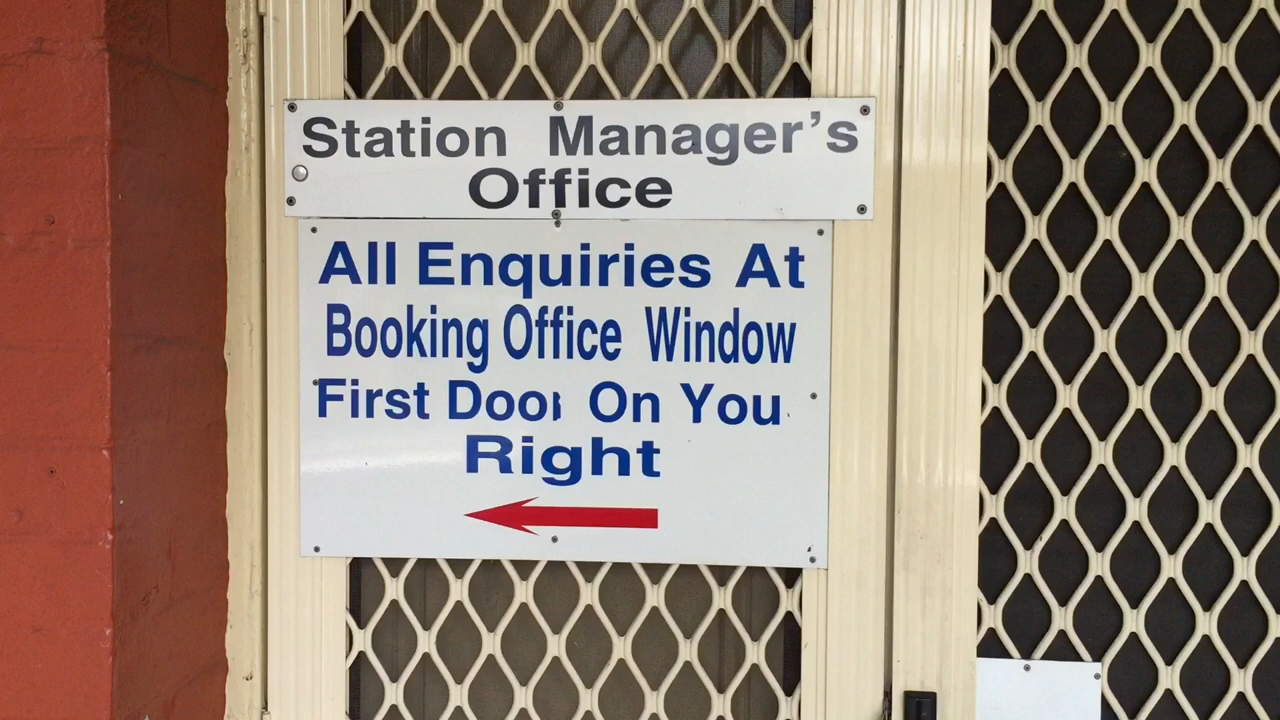 Station Manager's
Office
All Enquiries At
Booking Office Window
First Door On You
Right